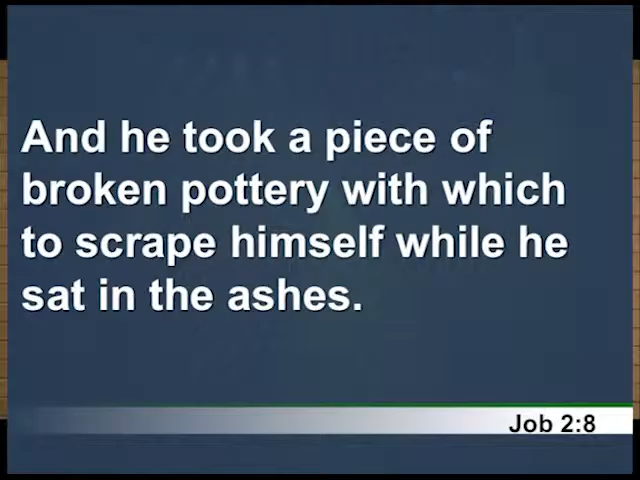 And he took a piece of
broken pottery with which
to scrape himself while he
sat in the ashes.
Job 2:8